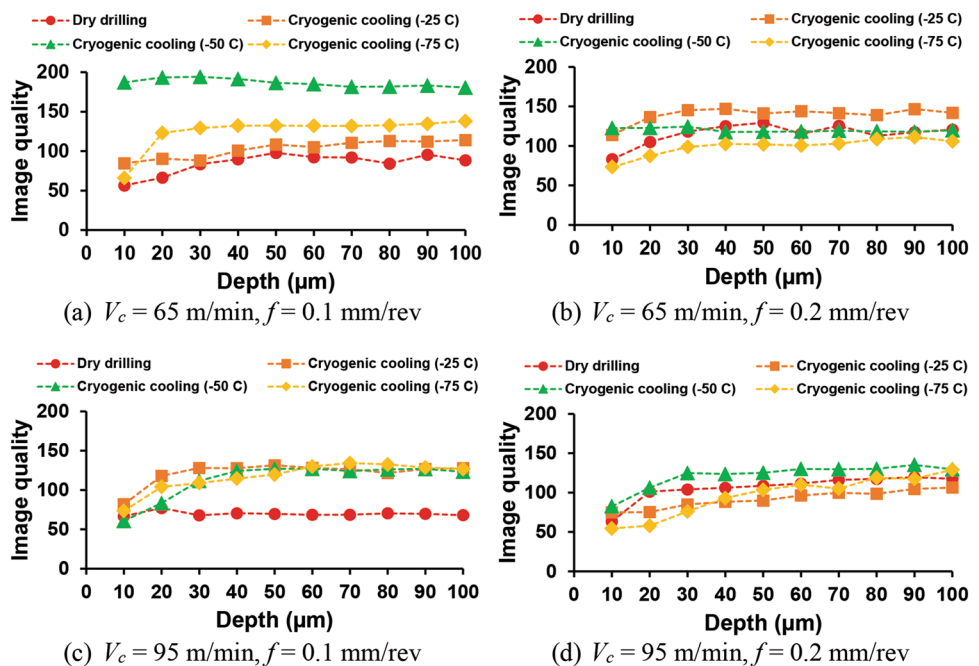 Dry drilling Cryogenic cooling (-25 C)
Cryogenic cooling (-50 C) Cryogenic cooling (-75 C)
Image quality
200
150
100
50
0
0 10 20 30 40 50 60 70 80 90 100
Depth (µm)
(a) Vc = 65 m/min, f = 0.1 mm/rev
Dry drilling Cryogenic cooling (-25 C)
Cryogenic cooling (-50 C) Cryogenic cooling (-75 C)
Image quality
200
150
100
50
0
0 10 20 30 40 50 60 70 80 90 100
Depth (µm)
(b) Vc = 65 m/min, f = 0.2 mm/rev
Dry drilling Cryogenic cooling (-25 C)
Cryogenic cooling (-50 C) Cryogenic cooling (-75 C)
Image quality
200
150
100
50
0
0 10 20 30 40 50 60 70 80 90 100
Depth (µm)
(c) Vc = 95 m/min, f = 0.1 mm/rev
Dry drilling Cryogenic cooling (-25 C)
Cryogenic cooling (-50 C) Cryogenic cooling (-75 C)
Image quality
200
150
100
50
0
0 10 20 30 40 50 60 70 80 90 100
Depth (µm)
(d) Vc = 95 m/min, f = 0.2 mm/rev